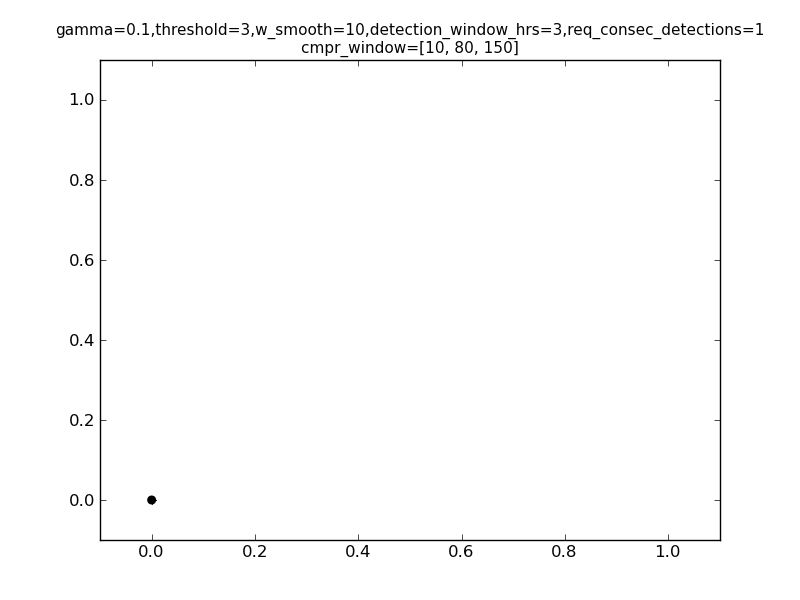 gamma=0.1,threshold=3,w_smooth=10,detection_window_hrs=3,req_consec_detections=1
cmpr_window=[10, 80, 150]
1.0
0.8
0.6
0.4
0.2
0.0
0.0 0.2 0.4 0.6 0.8 1.0